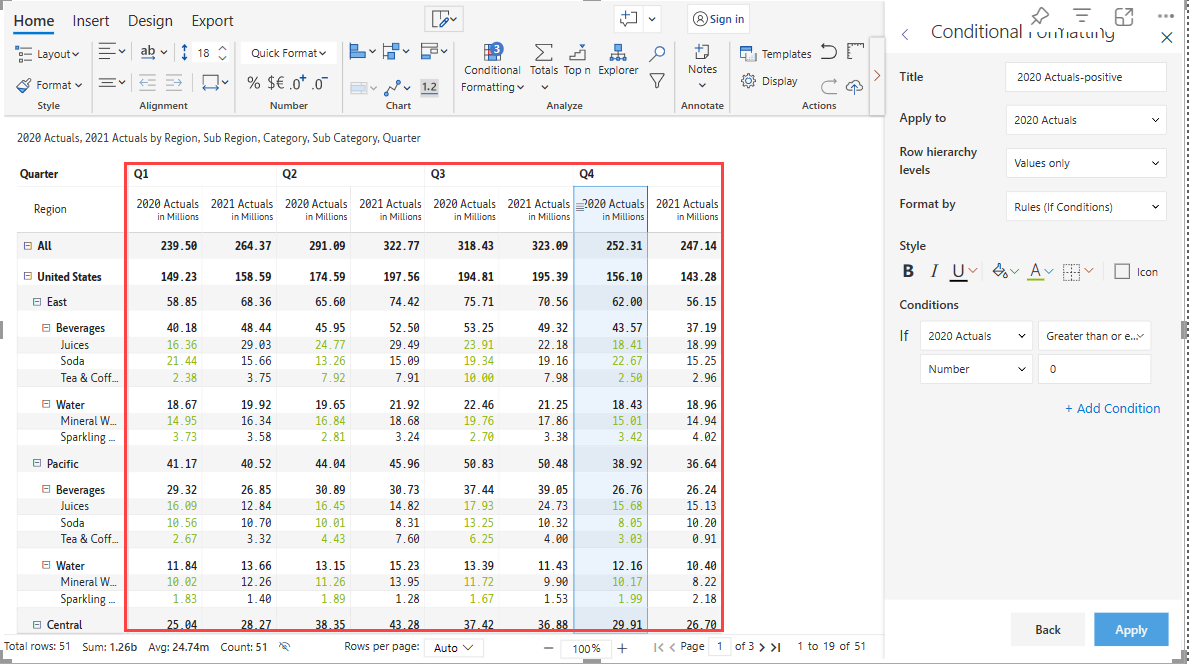 Home Insert Design Export
Sign in
Layout ab 18 Quick Format
3
Conditional Formatting Totals Top n Explorer
Notes
Templates
Format % $€ .0+ .0-
1.2
Display
Style Alignment Number Chart Analyze Annotate Actions
2020 Actuals, 2021 Actuals by Region, Sub Region, Category, Sub Category, Quarter
Quarter Q1 Q2 Q3 Q4
Region 2020 Actuals 2021 Actuals 2020 Actuals 2021 Actuals 2020 Actuals 2021 Actuals 2020 Actuals 2021 Actuals
in Millions in Millions in Millions in Millions in Millions in Millions in Millions in Millions
All 239.50 264.37 291.09 322.77 318.43 323.09 252.31 247.14
United States 149.23 158.59 174.59 197.56 194.81 195.39 156.10 143.28
East 58.85 68.36 65.60 74.42 75.71 70.56 62.00 56.15
Beverages 40.18 48.44 45.95 52.50 53.25 49.32 43.57 37.19
Juices 16.36 29.03 24.77 29.49 23.91 22.18 18.41 18.99
Soda 21.44 15.66 13.26 15.09 19.34 19.16 22.67 15.25
Tea & Coff... 2.38 3.75 7.92 7.91 10.00 7.98 2.50 2.96
Water 18.67 19.92 19.65 21.92 22.46 21.25 18.43 18.96
Mineral W... 14.95 16.34 16.84 18.68 19.76 17.86 15.01 14.94
Sparkling ... 3.73 3.58 2.81 3.24 2.70 3.38 3.42 4.02
Pacific 41.17 40.52 44.04 45.96 50.83 50.48 38.92 36.64
Beverages 29.32 26.85 30.89 30.73 37.44 39.05 26.76 26.24
Juices 16.09 12.84 16.45 14.82 17.93 24.73 15.68 15.13
Soda 10.56 10.70 10.01 8.31 13.25 10.32 8.05 10.20
Tea & Coff... 2.67 3.32 4.43 7.60 6.25 4.00 3.03 0.91
Water 11.84 13.66 13.15 15.23 13.39 11.43 12.16 10.40
Mineral W... 10.02 12.26 11.26 13.95 11.72 9.90 10.17 8.22
Sparkling ... 1.83 1.40 1.89 1.28 1.67 1.53 1.99 2.18
Central 25.04 28.27 38.35 43.28 37.42 36.88 29.91 26.70
Total rows: 51 Sum: 1.26b Avg: 24.74m Count: 51 Rows per page: Auto 100% Page 1 of 3 1 to 19 of 51
Conditional Formatting
Title 2020 Actuals-positive
Apply to 2020 Actuals
Row hierarchy levels Values only
Format by Rules (If Conditions)
Style
B I U A Icon
Conditions
If 2020 Actuals Greater than or e...
Number 0
+ Add Condition
Back Apply